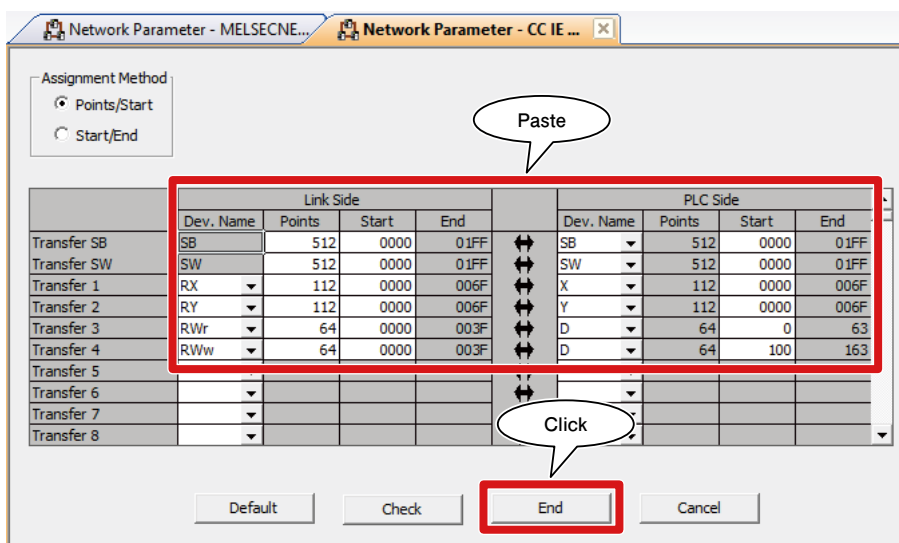 Network Parameter - MELSECNE... Network Parameter - CC IE ...
Assignment Method
Points/Start
Start/End
Paste
Link Side PLC Side
Dev. Name Points Start End Dev. Name Points Start End
Transfer SB SB 512 0000 01FF SB 512 0000 01FF
Transfer SW SW 512 0000 01FF SW 512 0000 01FF
Transfer 1 RX 112 0000 006F X 112 0000 006F
Transfer 2 RY 112 0000 006F Y 112 0000 006F
Transfer 3 RWr 64 0000 003F D 64 0 63
Transfer 4 RWw 64 0000 003F D 64 100 163
Transfer 5
Transfer 6
Transfer 7
Transfer 8
Click
Default Check End Cancel